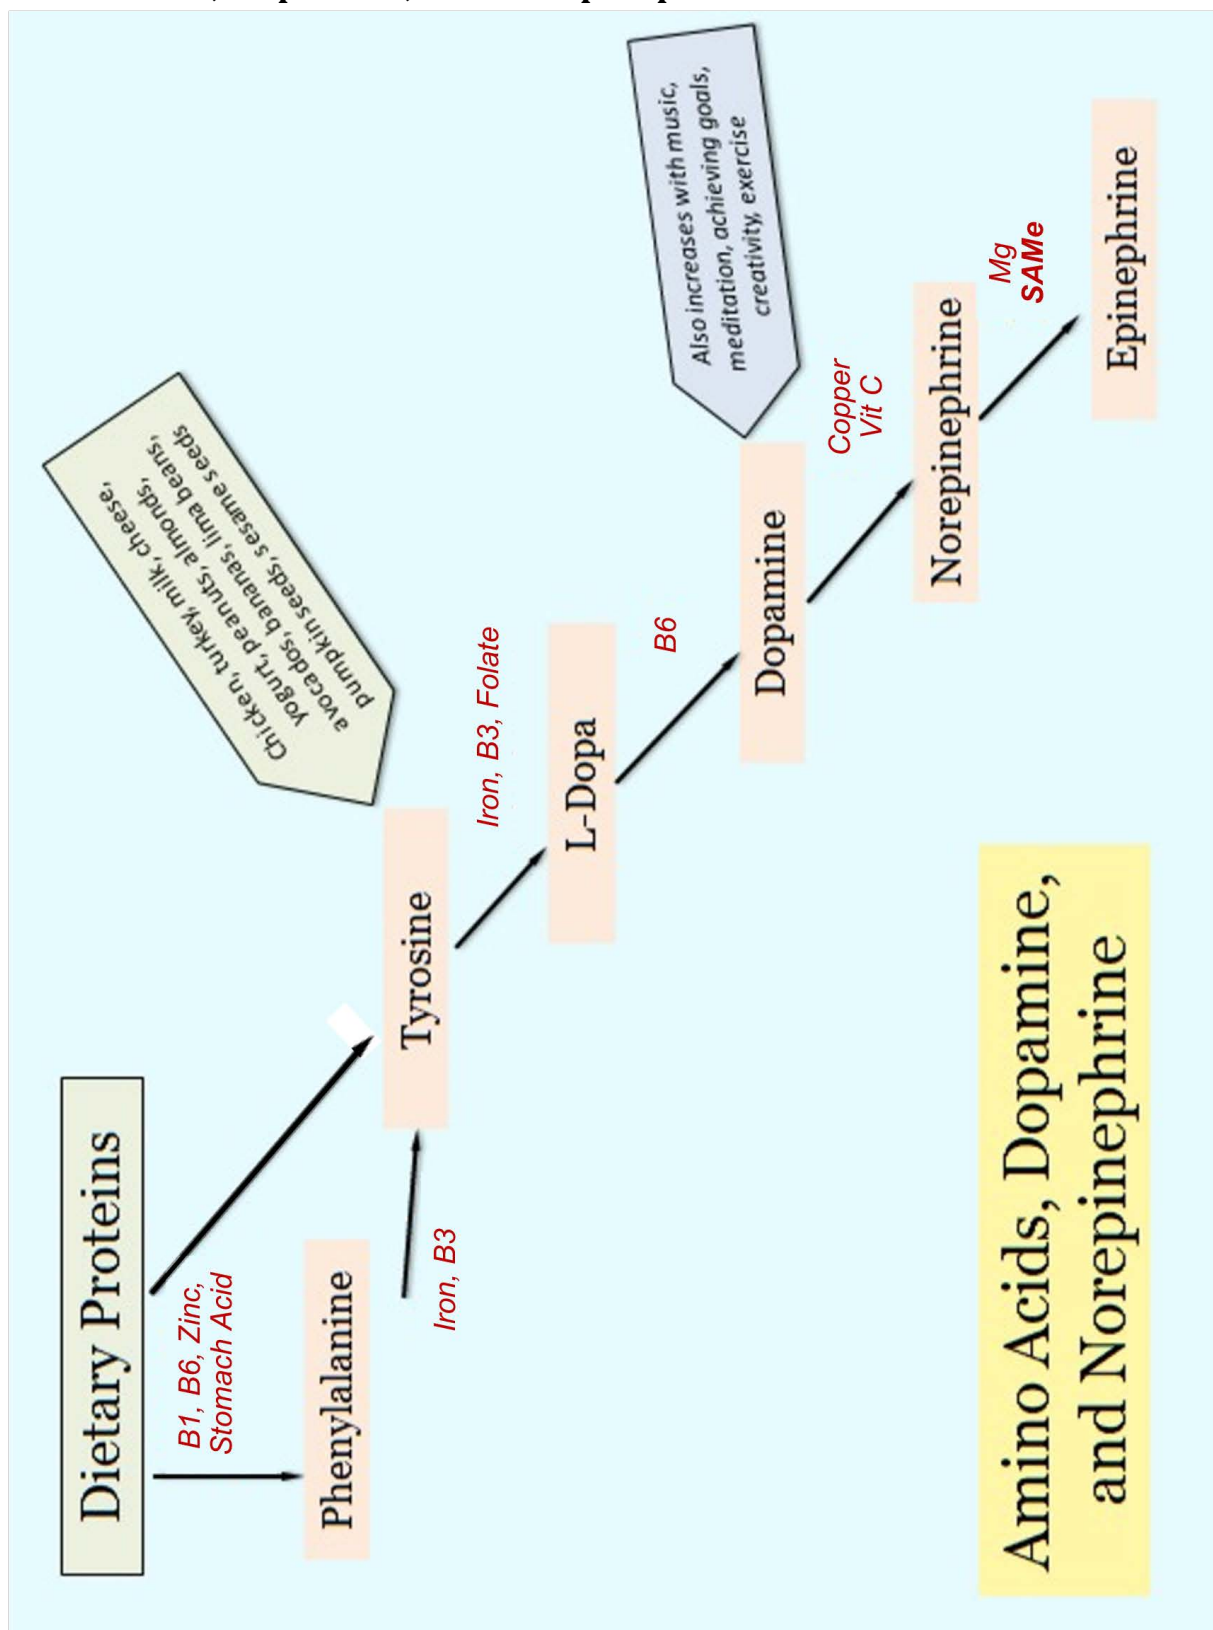 Dietary Proteins
B1, B6, Zinc,
Stomach Acid
Phenylalanine
Iron, B3
Tyrosine
Chicken, turkey, milk, cheese,
yogurt, peanuts, almonds,
avocados, bananas, lima beans,
pumpkin seeds, sesame seeds
Iron, B3, Folate
L-Dopa
B6
Dopamine
Also increases with music,
meditation, achieving goals,
creativity, exercise
Copper
Vit C
Norepinephrine
Mg
SAMe
Epinephrine
Amino Acids, Dopamine,
and Norepinephrine